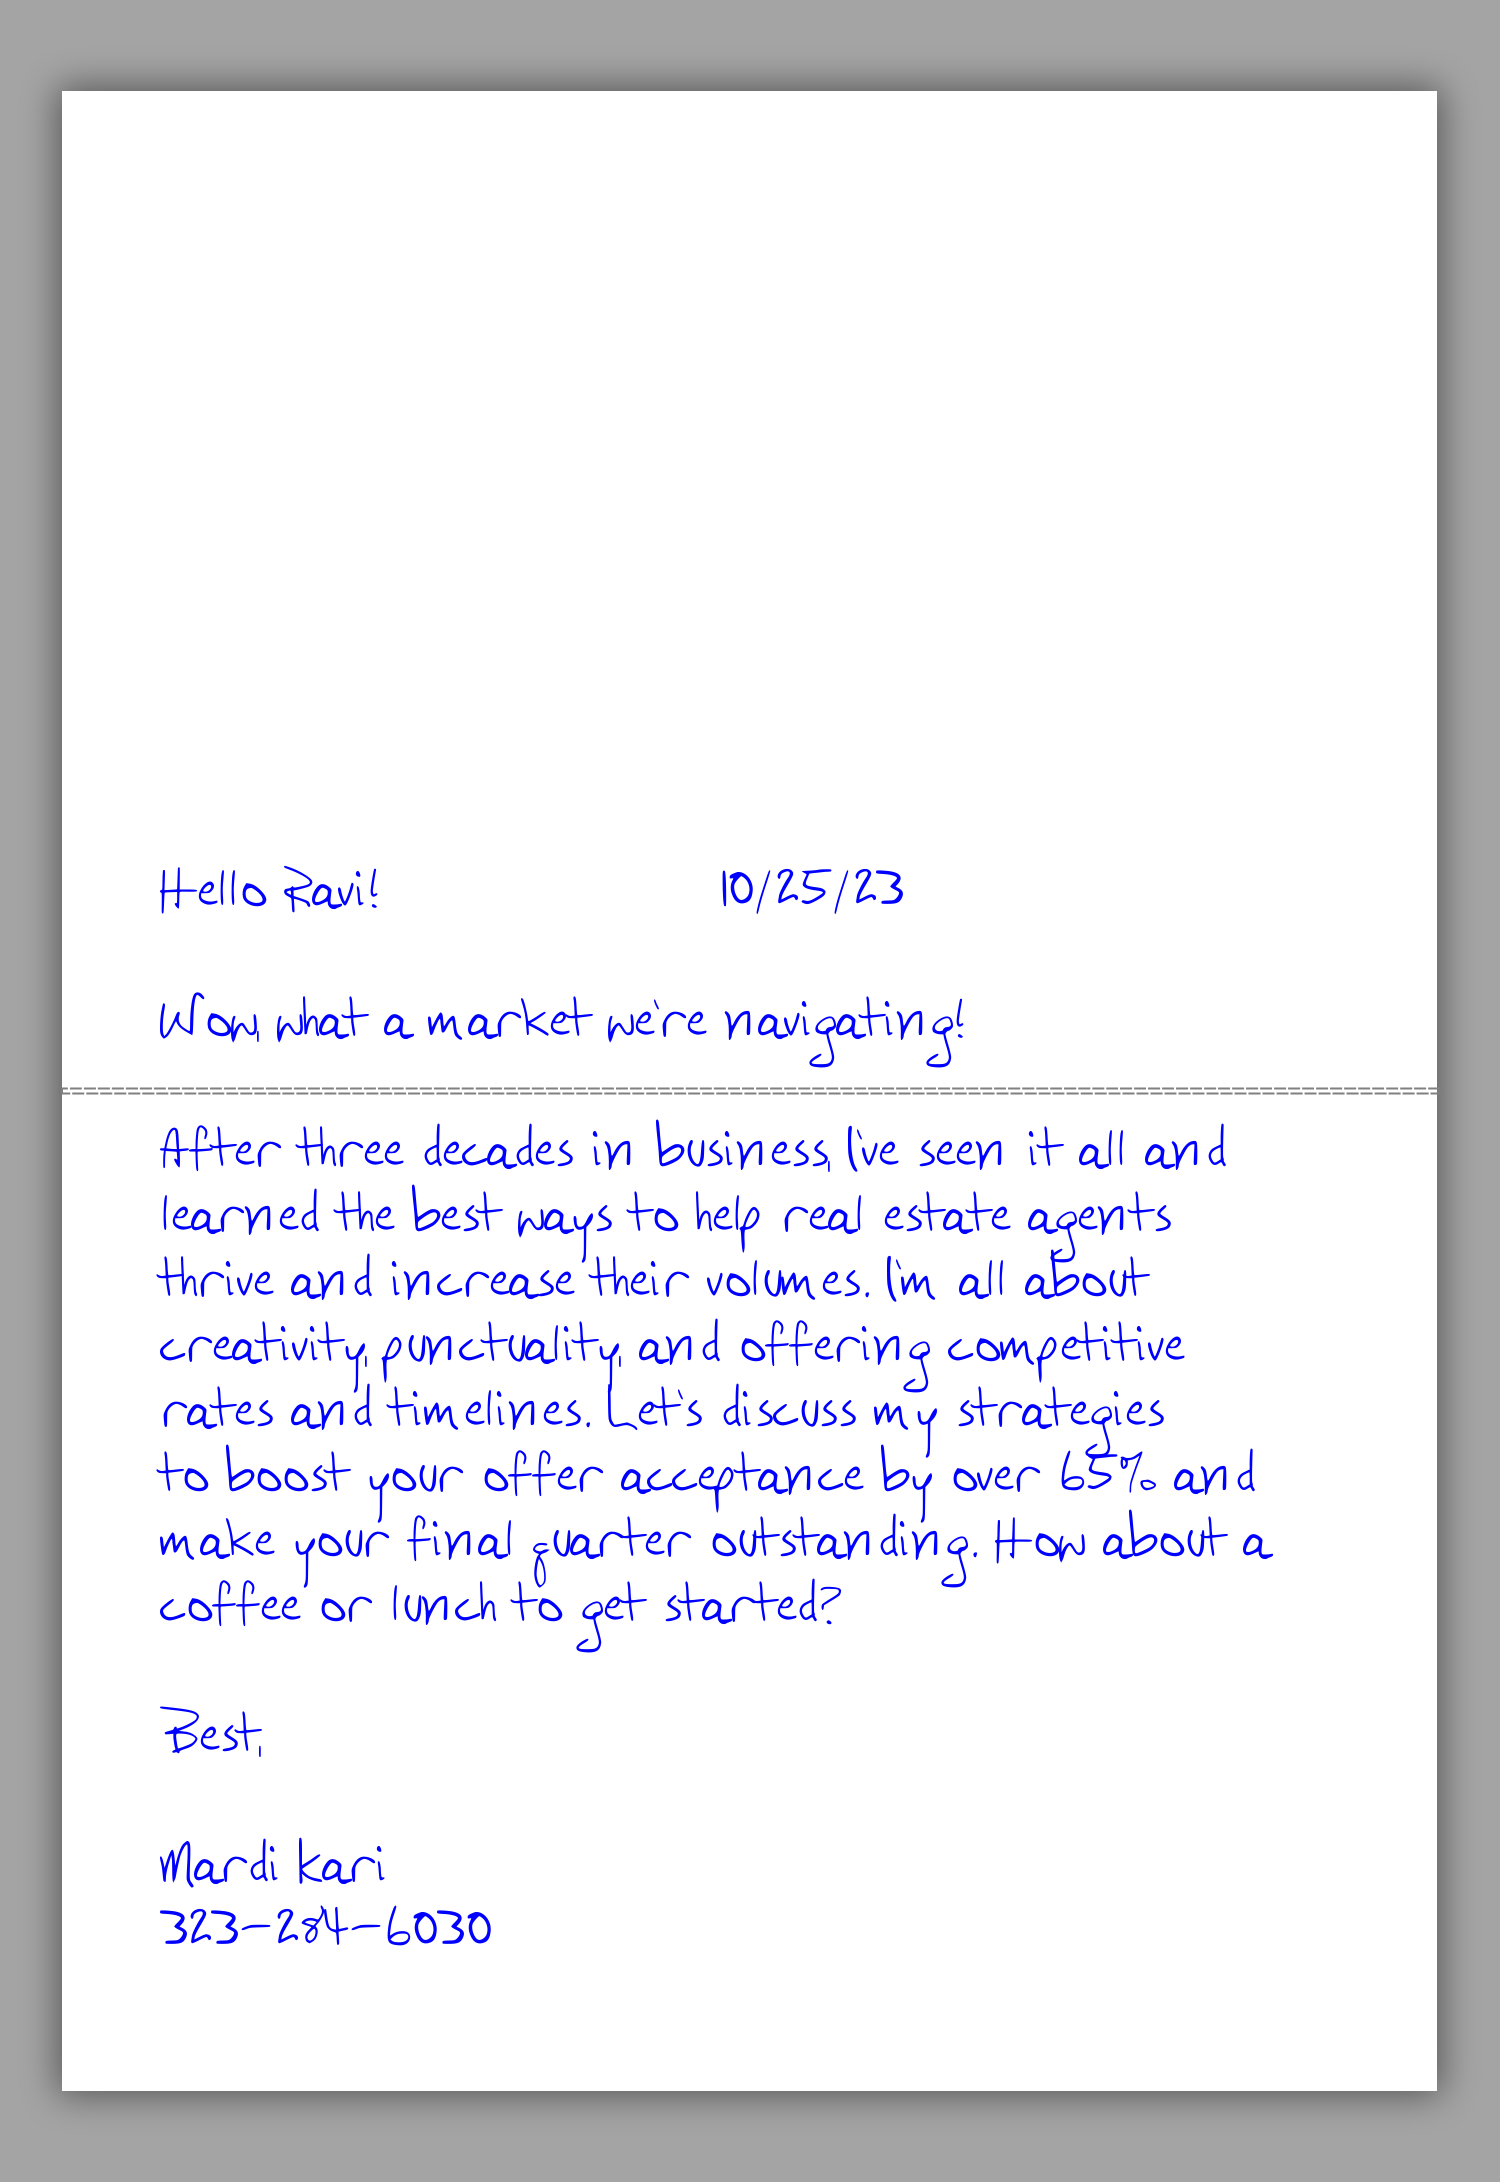 Hello Ravi! 10/25/23
Wow, what a market we're navigating!
After three decades in business, I've seen it all and
learned the best ways to help real estate agents
thrive and increase their volumes. I'm all about
creativity, punctuality, and offering competitive
rates and timelines. Let's discuss my strategies
to boost your offer acceptance by over 65% and
make your final quarter outstanding. How about a
coffee or lunch to get started?
Best,
Mardi Kari
323-284-6030